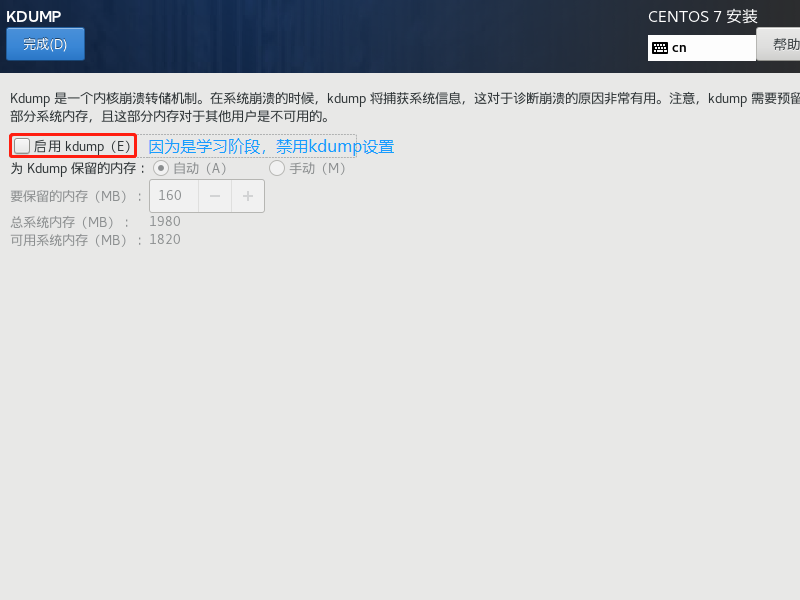 KDUMP
CENTOS 7 安装
完成(D)
cn
帮助
Kdump 是一个内核崩溃转储机制。在系统崩溃的时候，kdump 将捕获系统信息，这对于诊断崩溃的原因非常有用。注意，kdump 需要预留
部分系统内存，且这部分内存对于其他用户是不可用的。
启用 kdump（E） 因为是学习阶段，禁用kdump设置
为 Kdump 保留的内存： 自动（A） 手动（M）
要保留的内存（MB）： 160 − +
总系统内存（MB）： 1980
可用系统内存（MB）： 1820